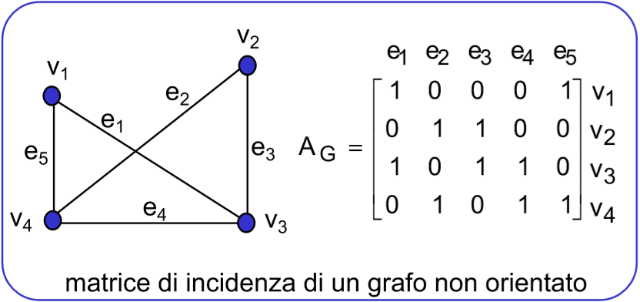 v₂
v₁
e₂
e₁
e₅
e₃
v₄
e₄
v₃
e₁ e₂ e₃ e₄ e₅
1 0 0 0 1 v₁
0 1 1 0 0 v₂
A_G =
1 0 1 1 0 v₃
0 1 0 1 1 v₄
matrice di incidenza di un grafo non orientato